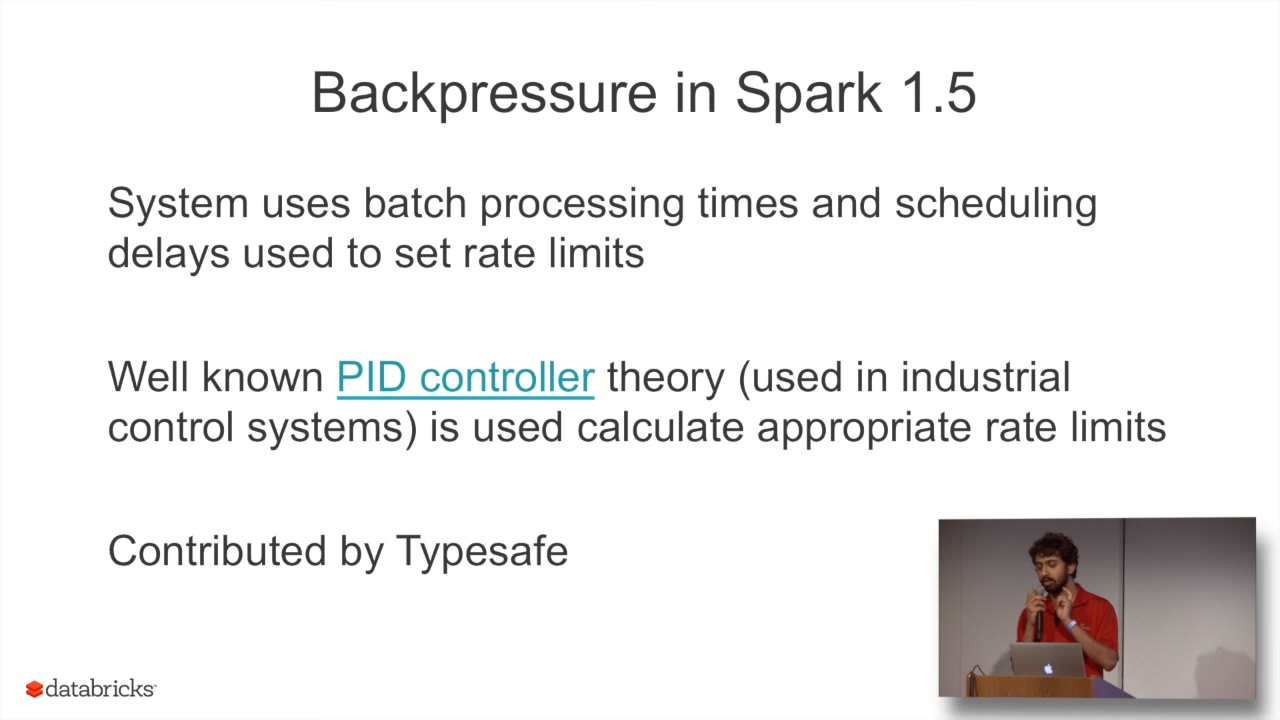 Backpressure in Spark 1.5
System uses batch processing times and scheduling
delays used to set rate limits
Well known PID controller theory (used in industrial
control systems) is used calculate appropriate rate limits
Contributed by Typesafe
databricks